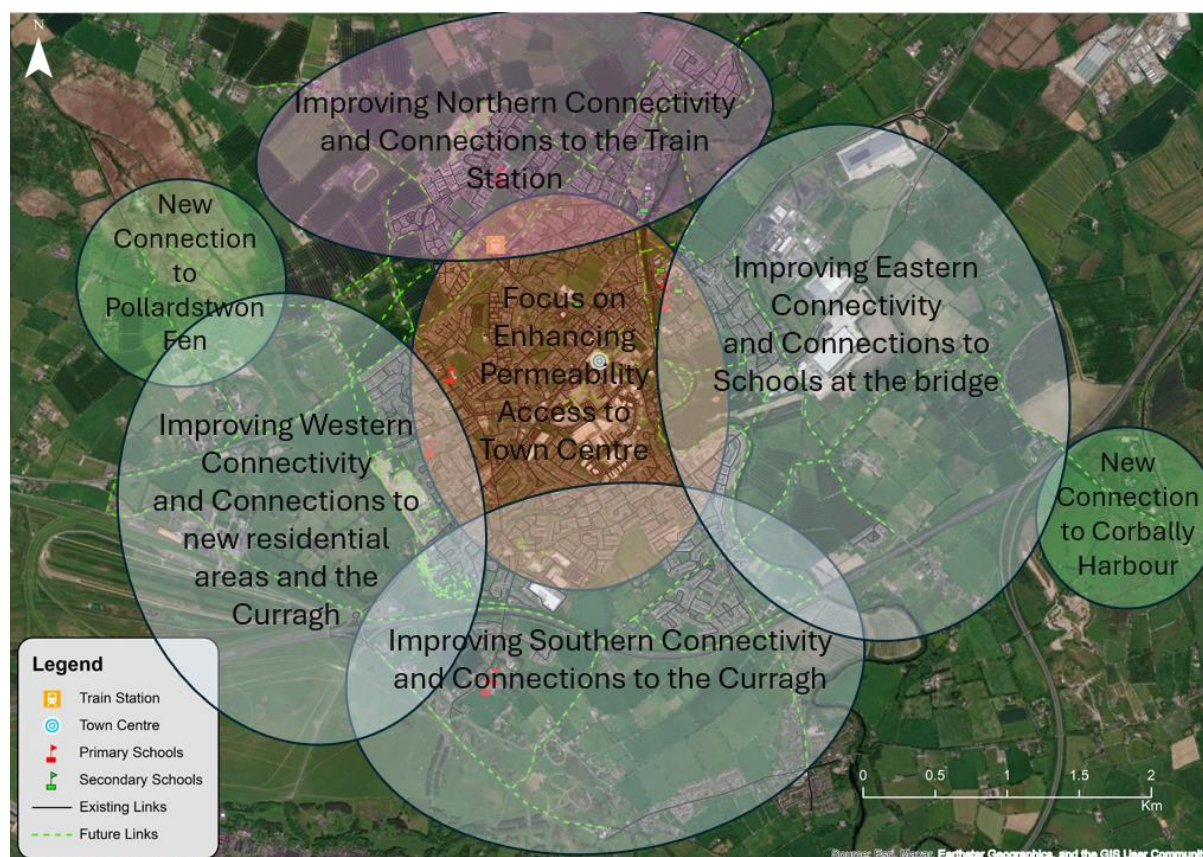 N
Improving Northern Connectivity
and Connections to the Train
Station
New
Connection
to
Pollardstwon
Fen
Focus on
Enhancing
Permeability
Access to
Town Centre
Improving Eastern
Connectivity
and Connections to
Schools at the bridge
Improving Western
Connectivity
and Connections to
new residential
areas and the
Curragh
New
Connection
to Corbally
Harbour
Improving Southern Connectivity
and Connections to the Curragh
Legend
Train Station
Town Centre
Primary Schools
Secondary Schools
Existing Links
Future Links
0 0.5 1 1.5 2
Km
Source: Esri, Maxar, Earthstar Geographics, and the GIS User Communi